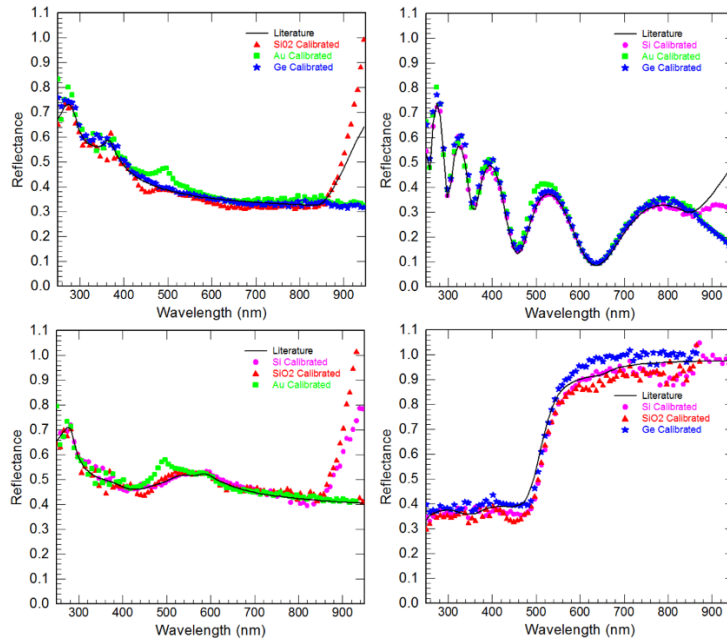 1.1
1.0
0.9
0.8
0.7
0.6
0.5
0.4
0.3
0.2
0.1
0.0
Reflectance
Literature
SiO2 Calibrated
Au Calibrated
Ge Calibrated
300 400 500 600 700 800 900
Wavelength (nm)
1.1
1.0
0.9
0.8
0.7
0.6
0.5
0.4
0.3
0.2
0.1
0.0
Reflectance
Literature
Si Calibrated
Au Calibrated
Ge Calibrated
300 400 500 600 700 800 900
Wavelength (nm)
1.1
1.0
0.9
0.8
0.7
0.6
0.5
0.4
0.3
0.2
0.1
0.0
Reflectance
Literature
Si Calibrated
SiO2 Calibrated
Au Calibrated
300 400 500 600 700 800 900
Wavelength (nm)
1.1
1.0
0.9
0.8
0.7
0.6
0.5
0.4
0.3
0.2
0.1
0.0
Reflectance
Literature
Si Calibrated
SiO2 Calibrated
Ge Calibrated
300 400 500 600 700 800 900
Wavelength (nm)